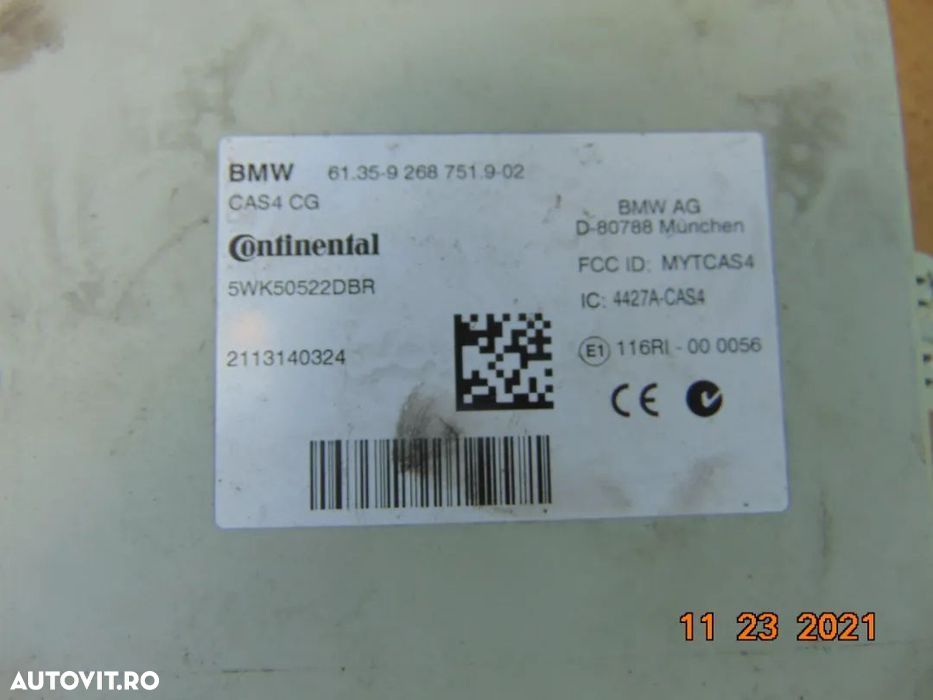 BMW 61.35-9 268 751.9-02
CAS4 CG
Continental
5WK50522DBR
2113140324
BMW AG
D-80788 München
FCC ID: MYTCAS4
IC: 4427A-CAS4
E1 116RI - 00 0056
CE
11 23 2021
AUTOVIT.RO